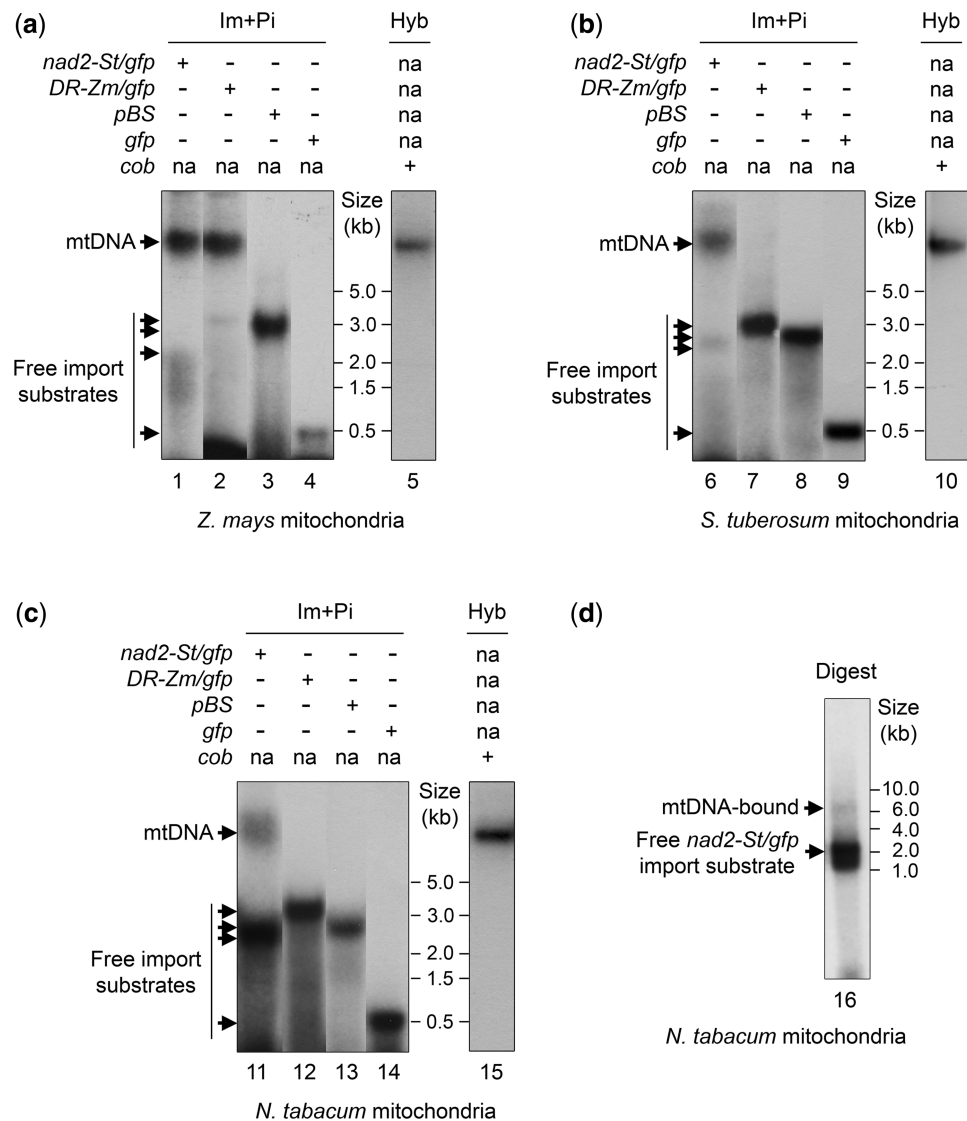 (a)
Im+Pi Hyb
nad2-St/gfp + - - - na
DR-Zm/gfp - + - - na
pBS - - + - na
gfp - - - + na
cob na na na na +
Size
(kb)
mtDNA
5.0
3.0
2.0
1.5
0.5
Free import
substrates
1 2 3 4 5
Z. mays mitochondria
(b)
Im+Pi Hyb
nad2-St/gfp + - - - na
DR-Zm/gfp - + - - na
pBS - - + - na
gfp - - - + na
cob na na na na +
Size
(kb)
mtDNA
5.0
3.0
2.0
1.5
0.5
Free import
substrates
6 7 8 9 10
S. tuberosum mitochondria
(c)
Im+Pi Hyb
nad2-St/gfp + - - - na
DR-Zm/gfp - + - - na
pBS - - + - na
gfp - - - + na
cob na na na na +
Size
(kb)
mtDNA
5.0
3.0
2.0
1.5
0.5
Free import
substrates
11 12 13 14 15
N. tabacum mitochondria
(d)
Digest
Size
(kb)
10.0
mtDNA-bound 6.0
4.0
Free nad2-St/gfp 2.0
import substrate 1.0
16
N. tabacum mitochondria